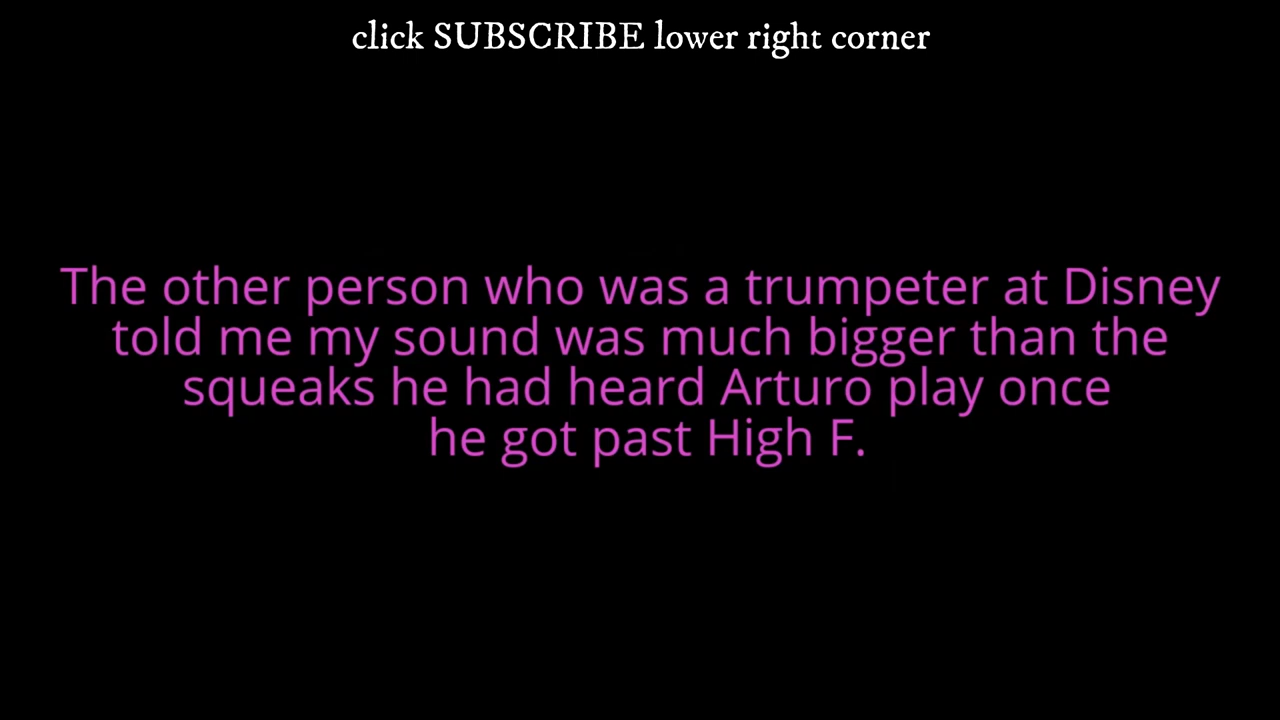 click SUBSCRIBE lower right corner
The other person who was a trumpeter at Disney
told me my sound was much bigger than the
squeaks he had heard Arturo play once
he got past High F.